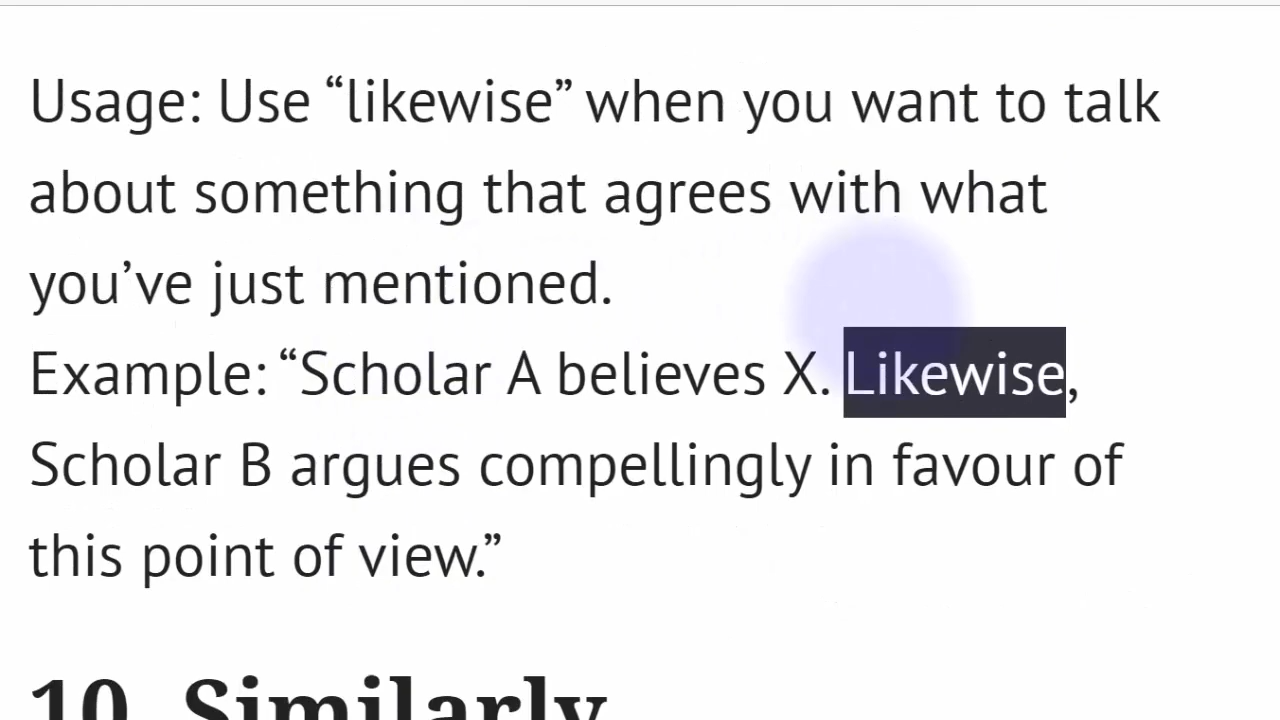 Usage: Use “likewise” when you want to talk
about something that agrees with what
you’ve just mentioned.
Example: “Scholar A believes X. Likewise,
Scholar B argues compellingly in favour of
this point of view.”
10. Similarly